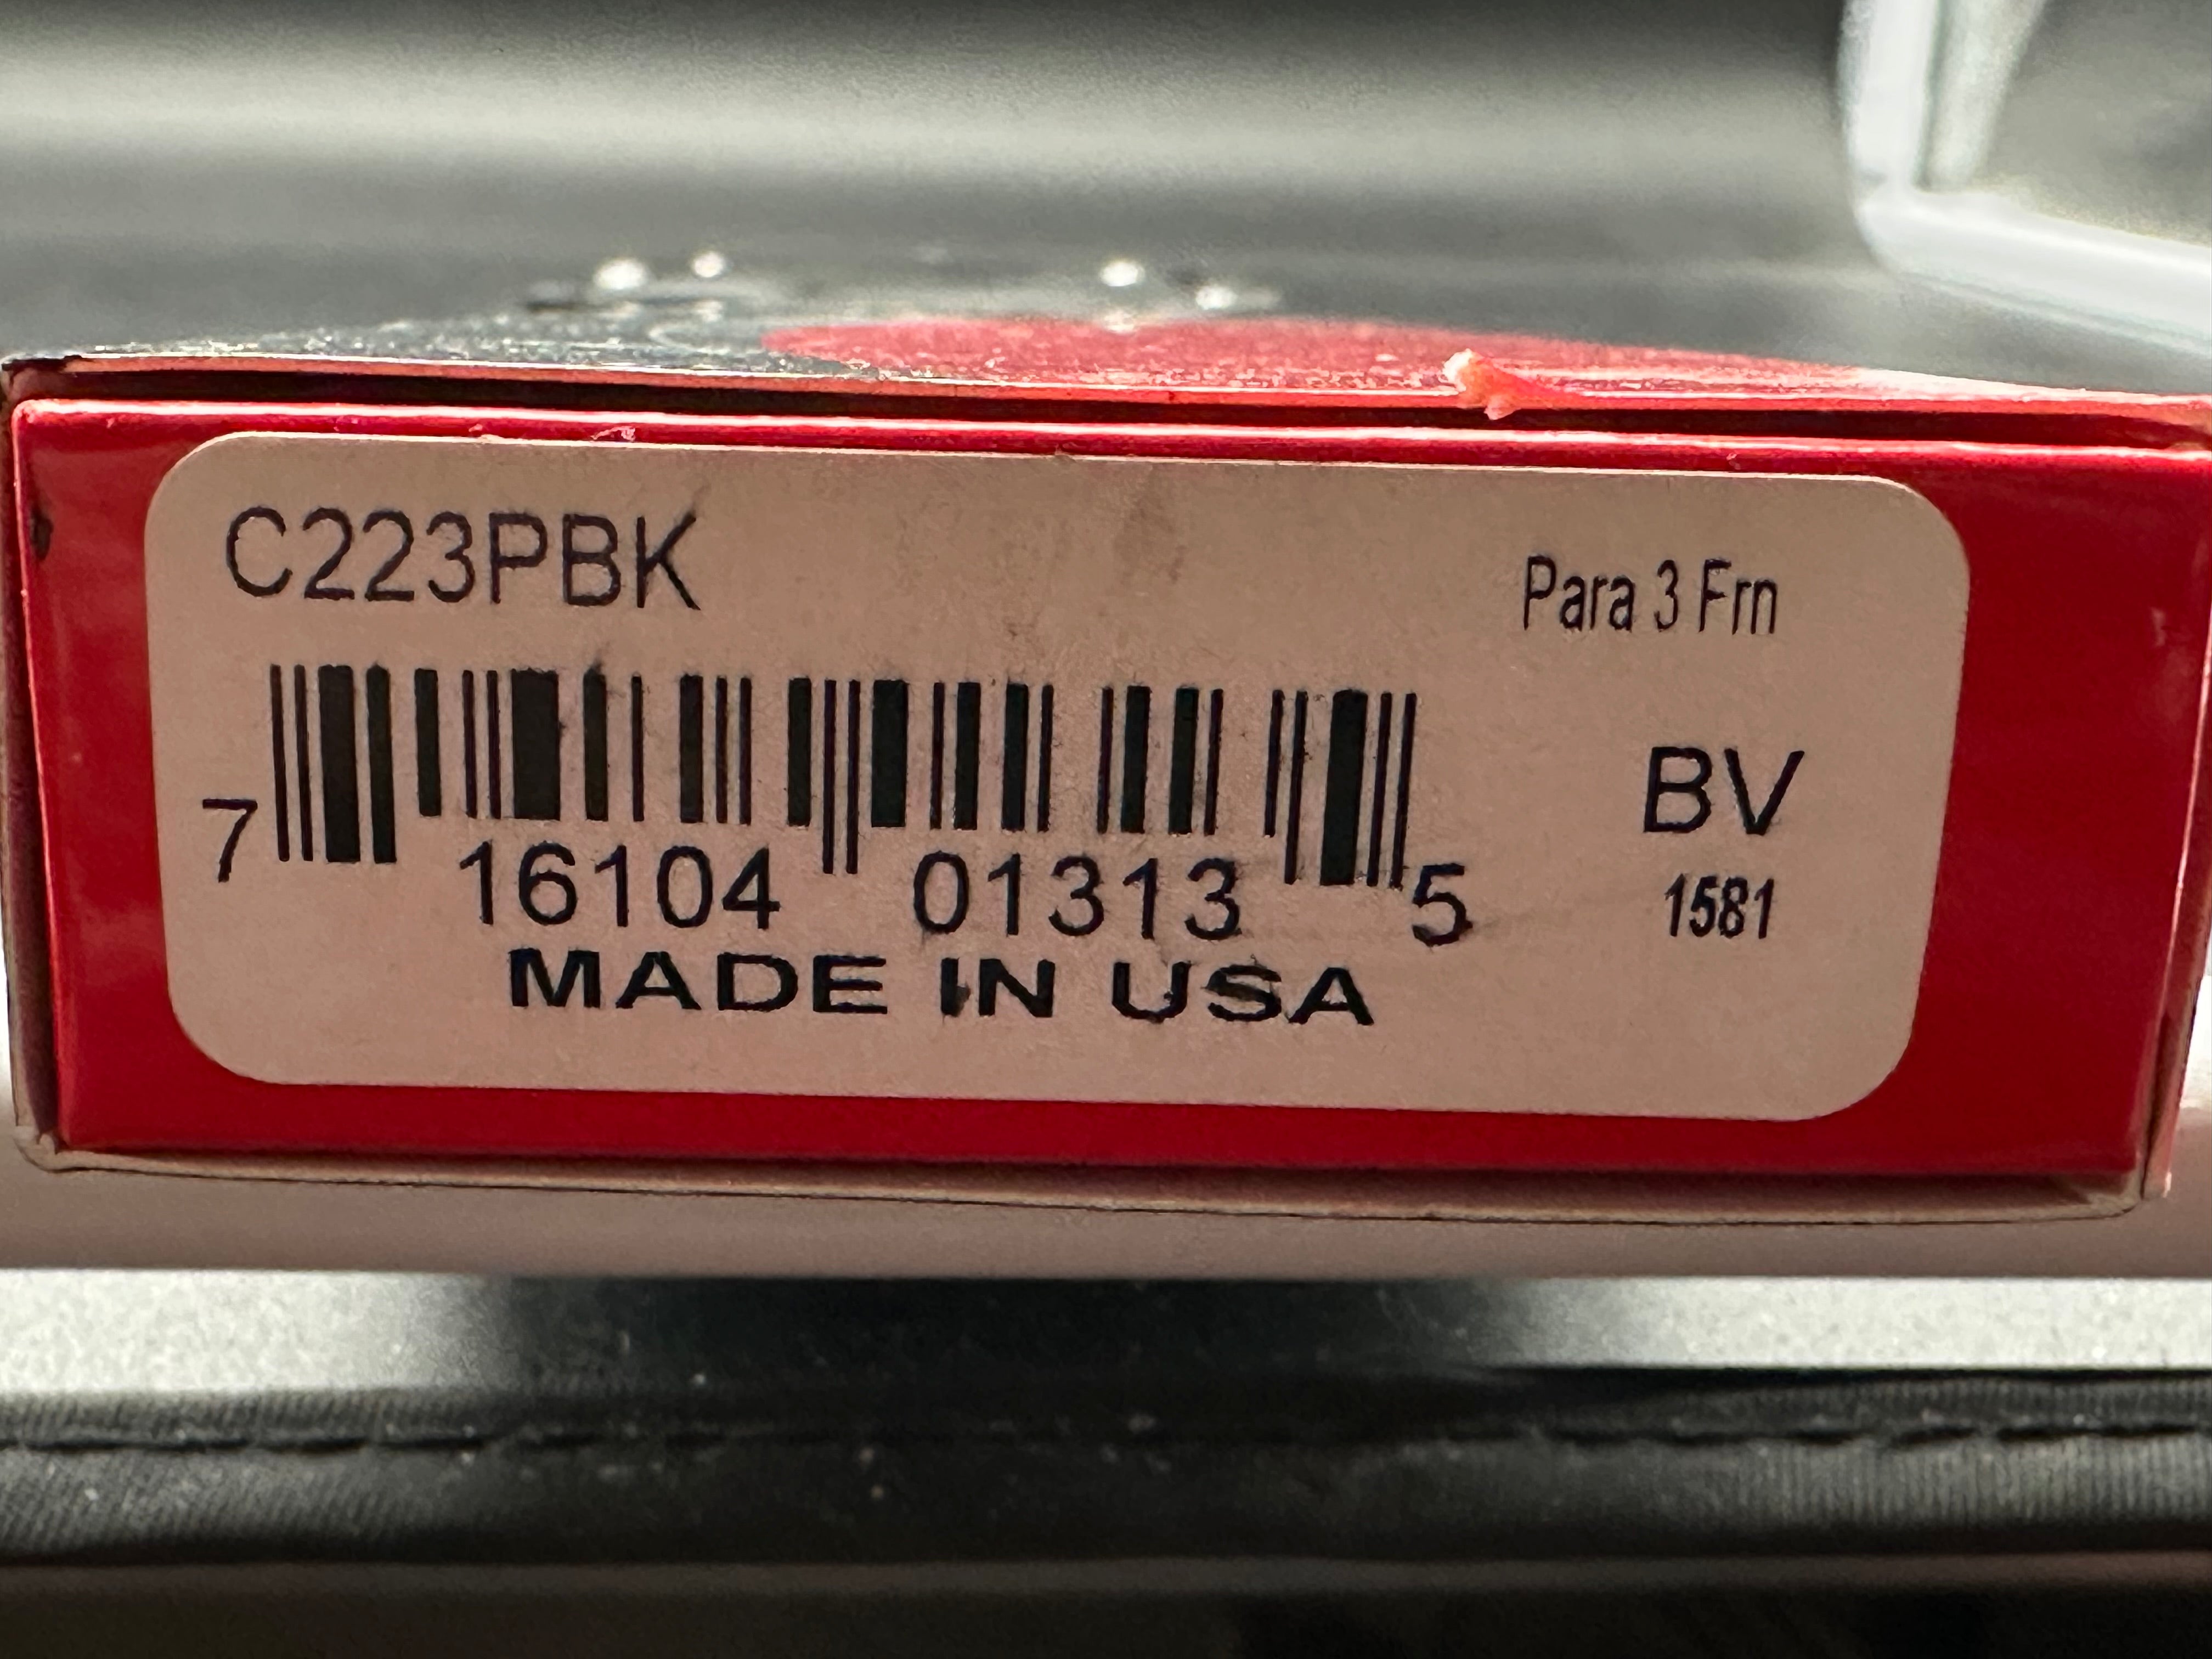 C223PBK
Para 3 Frn
7 16104 01313 5
BV
1581
MADE IN USA